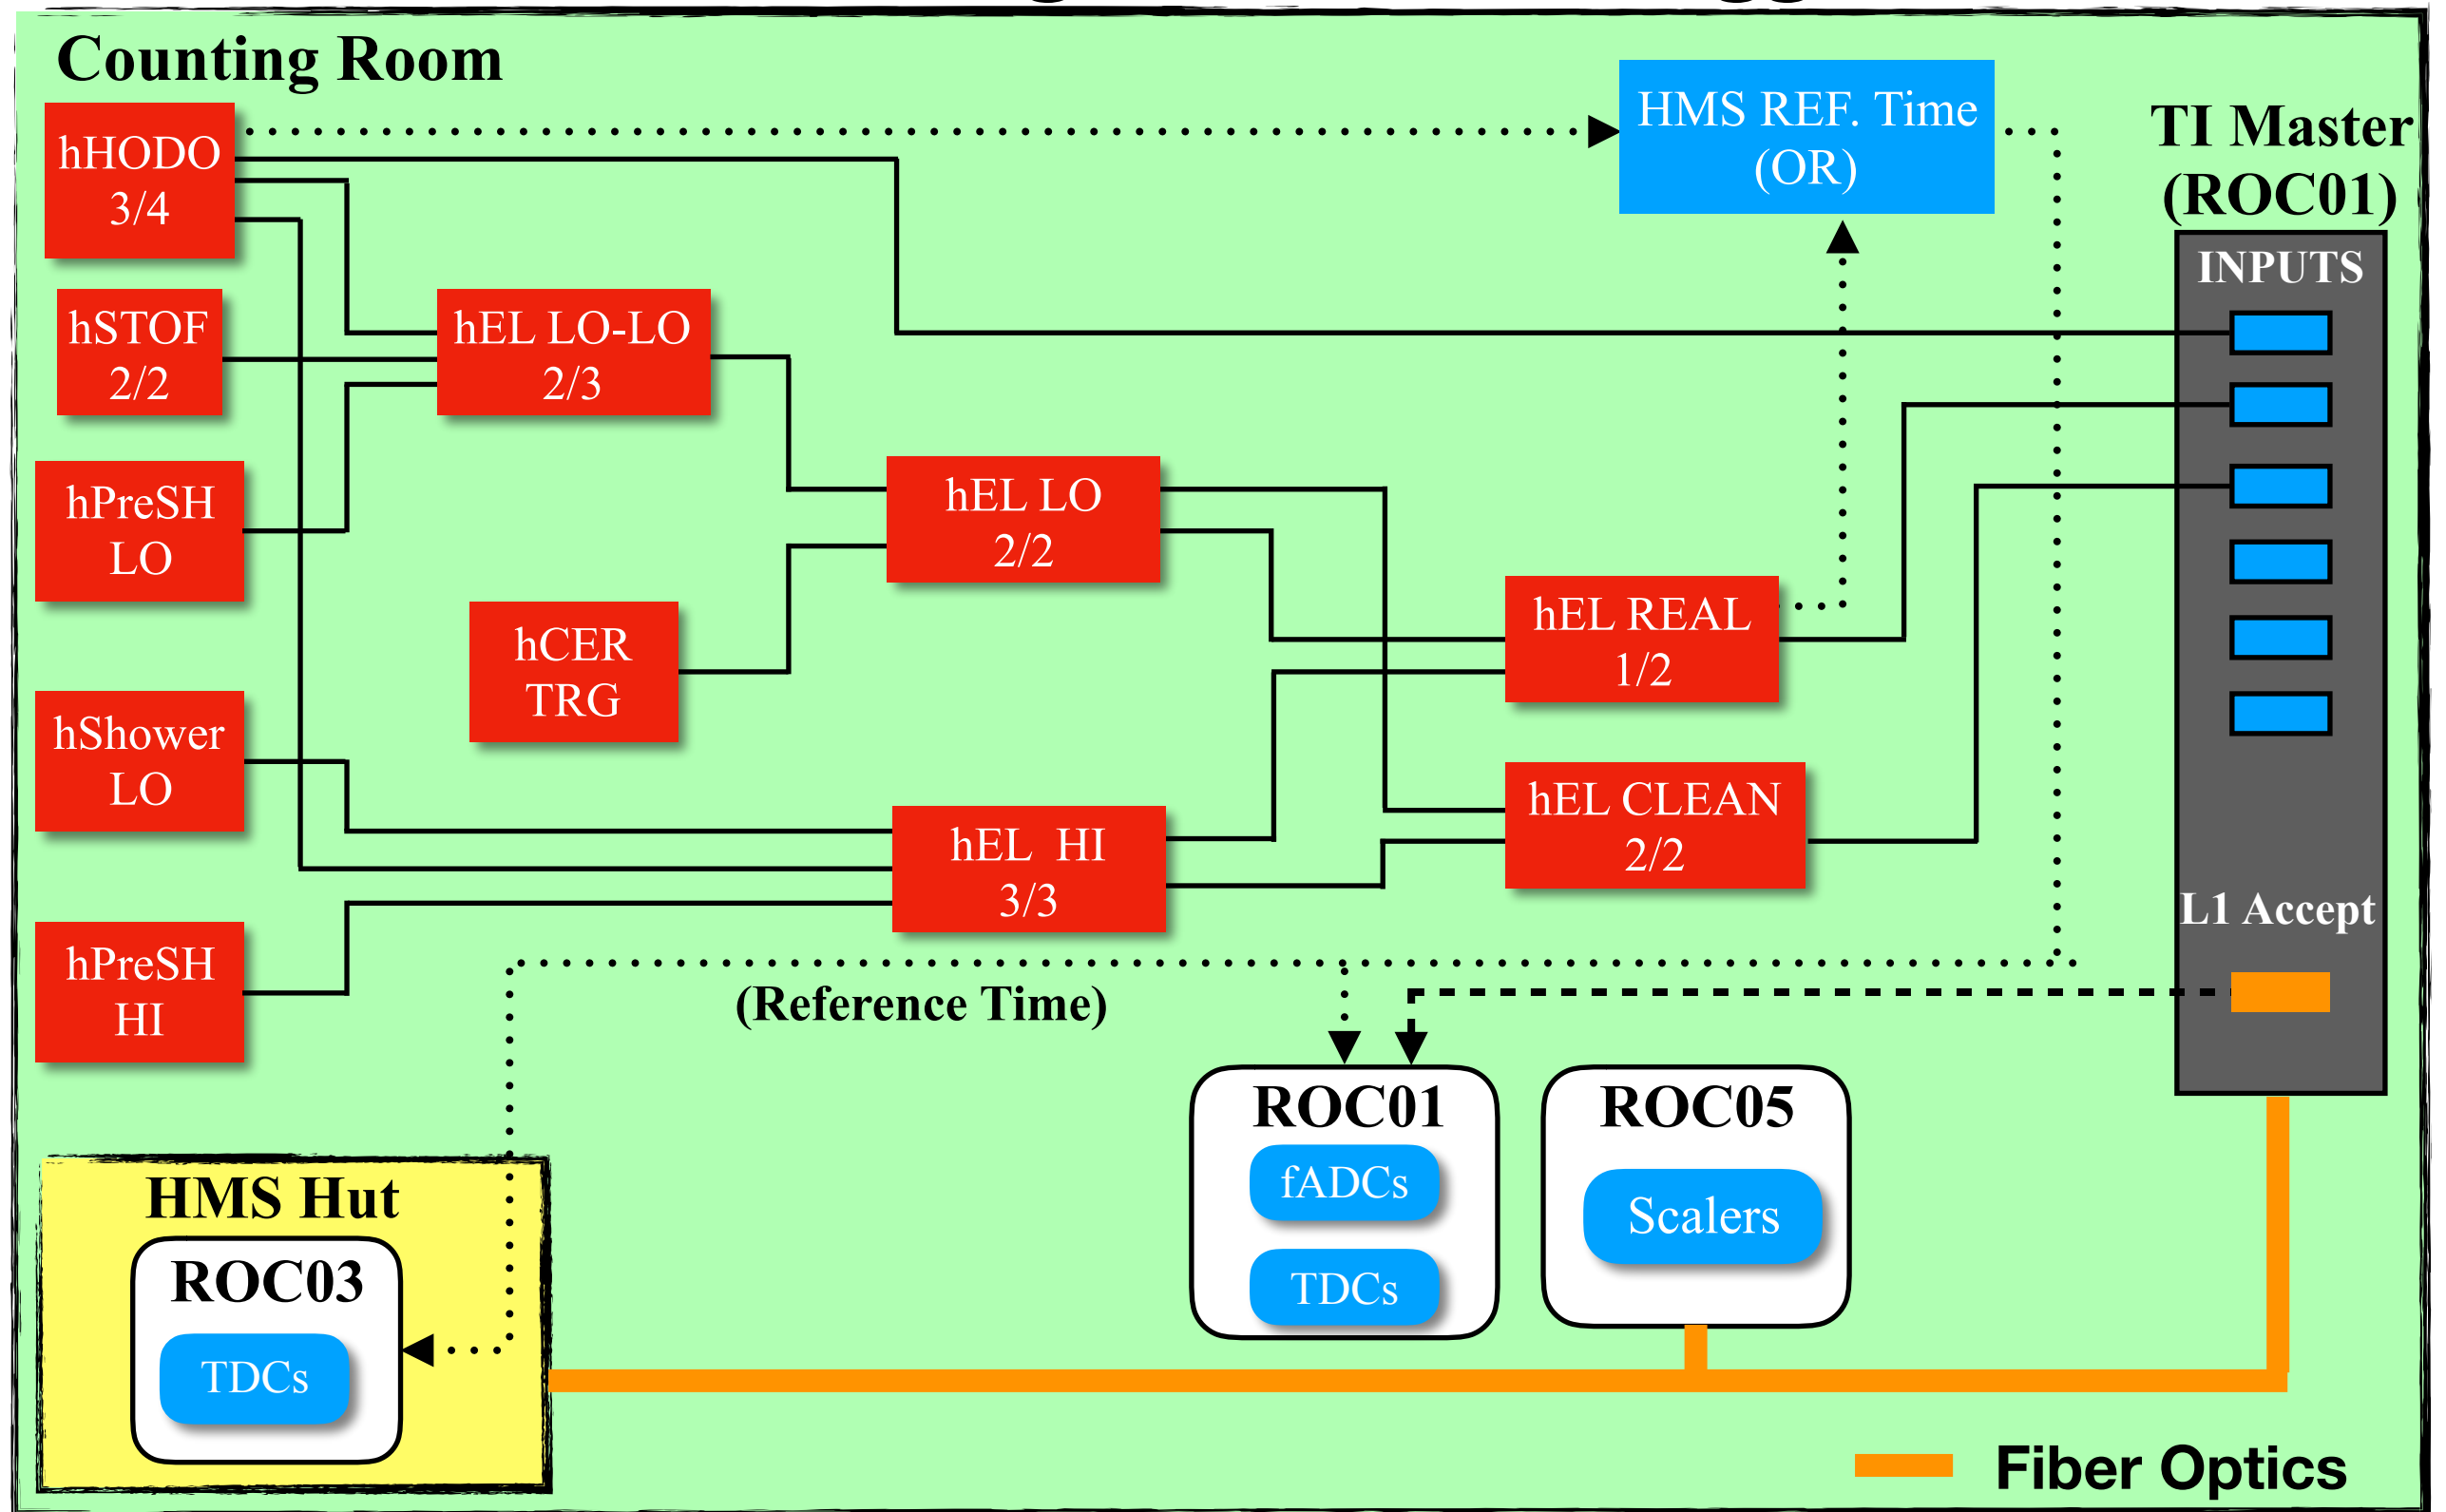 Counting Room
hHODO
3/4
HMS REF. Time
(OR)
TI Master
(ROC01)
INPUTS
hSTOF
2/2
hEL LO-LO
2/3
hPreSH
LO
hEL LO
2/2
hCER
TRG
hEL REAL
1/2
hShower
LO
hEL HI
3/3
hEL CLEAN
2/2
L1 Accept
hPreSH
HI
(Reference Time)
ROC01
fADCs
TDCs
ROC05
Scalers
HMS Hut
ROC03
TDCs
Fiber Optics